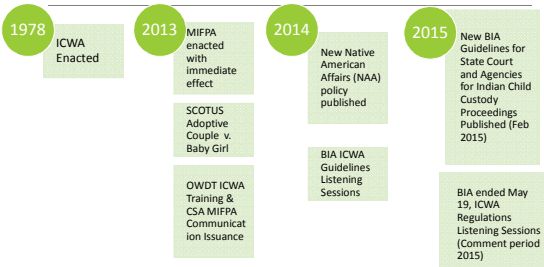 1978
ICWA
Enacted
2013
MIFPA
enacted
with
immediate
effect
SCOTUS
Adoptive
Couple v.
Baby Girl
OWDT ICWA
Training &
CSA MIFPA
Communicat
ion Issuance
2014
New Native
American
Affairs (NAA)
policy
published
BIA ICWA
Guidelines
Listening
Sessions
2015
New BIA
Guidelines for
State Court
and Agencies
for Indian Child
Custody
Proceedings
Published (Feb
2015)
BIA ended May
19, ICWA
Regulations
Listening Sessions
(Comment period
2015)